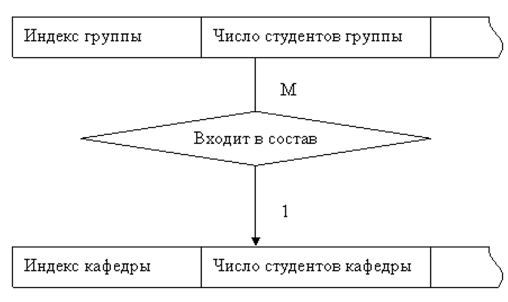 Индекс группы Число студентов группы
М
Входит в состав
1
Индекс кафедры Число студентов кафедры